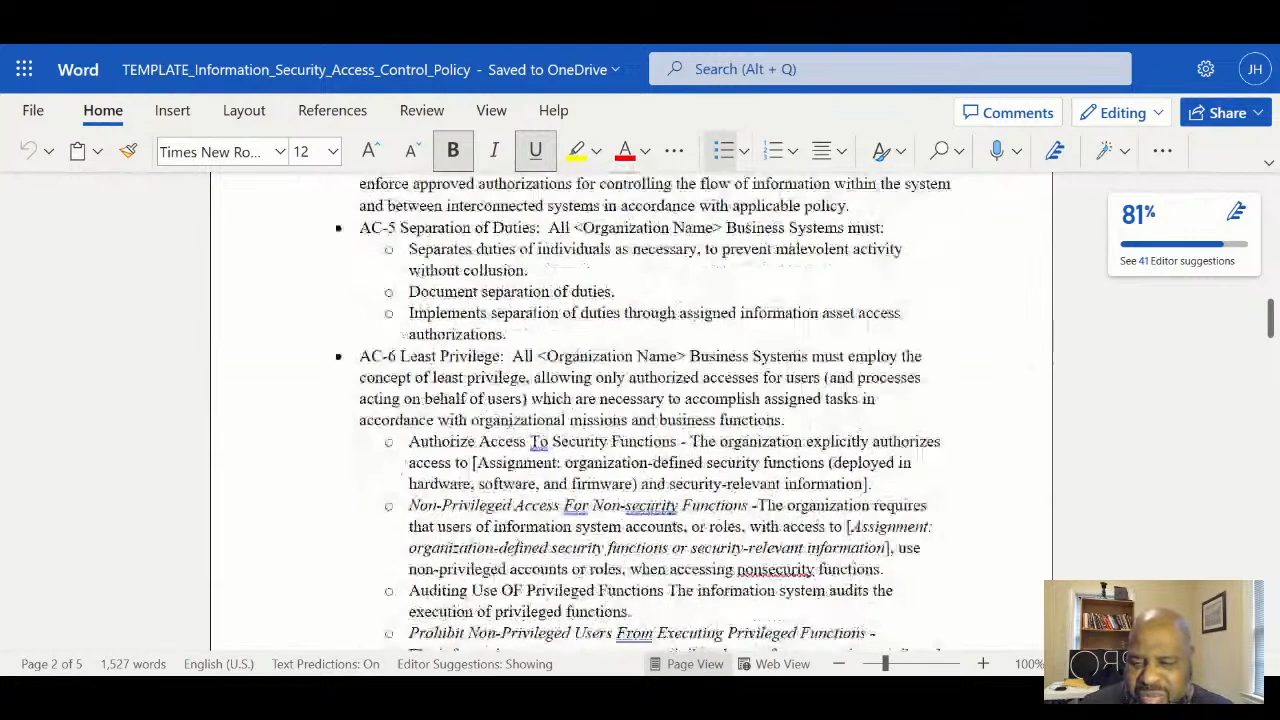 Word
TEMPLATE_Information_Security_Access_Control_Policy - Saved to OneDrive
Search (Alt + Q)
JH
File Home Insert Layout References Review View Help
Comments
Editing
Share
Times New Ro...
12
B I U A
enforce approved authorizations for controlling the flow of information within the system
and between interconnected systems in accordance with applicable policy.
AC-5 Separation of Duties: All <Organization Name> Business Systems must:
Separates duties of individuals as necessary, to prevent malevolent activity
without collusion.
Document separation of duties.
Implements separation of duties through assigned information asset access
authorizations.
AC-6 Least Privilege: All <Organization Name> Business Systems must employ the
concept of least privilege, allowing only authorized accesses for users (and processes
acting on behalf of users) which are necessary to accomplish assigned tasks in
accordance with organizational missions and business functions.
Authorize Access To Security Functions - The organization explicitly authorizes
access to [Assignment: organization-defined security functions (deployed in
hardware, software, and firmware) and security-relevant information].
Non-Privileged Access For Non-security Functions -The organization requires
that users of information system accounts, or roles, with access to [Assignment:
organization-defined security functions or security-relevant information], use
non-privileged accounts or roles, when accessing nonsecurity functions.
Auditing Use OF Privileged Functions The information system audits the
execution of privileged functions.
Prohibit Non-Privileged Users From Executing Privileged Functions -
81%
See 41 Editor suggestions
Page 2 of 5
1,527 words
English (U.S.)
Text Predictions: On
Editor Suggestions: Showing
Page View
Web View
100%